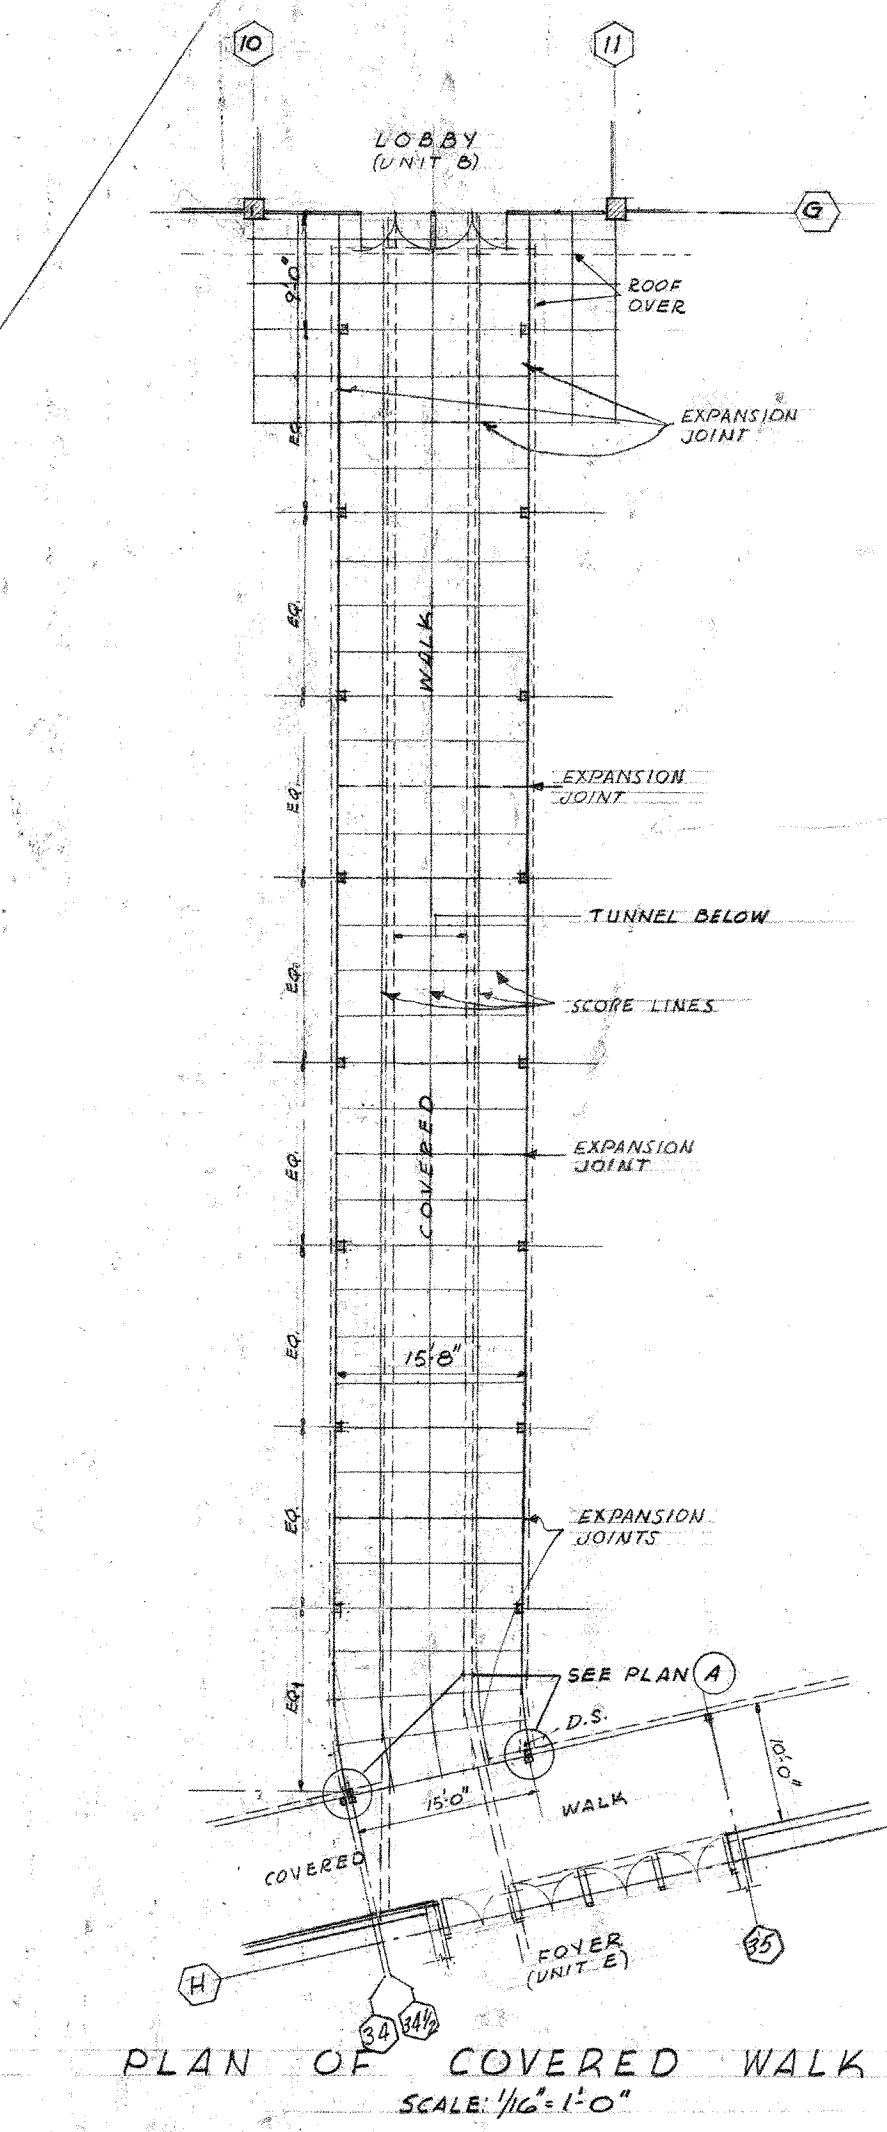 10
11
LOBBY
(UNIT B)
G
9'-0"
ROOF
OVER
EQ.
EXPANSION
JOINT
EQ.
WALK
EQ.
EXPANSION
JOINT
TUNNEL BELOW
EQ.
SCORE LINES
COVERED
EQ.
EXPANSION
JOINT
EQ.
15'-8"
EQ.
EXPANSION
JOINTS
EQ.
SEE PLAN A
D.S.
10'-0"
15'-0"
WALK
COVERED
FOYER
(UNIT E)
35
H
34
34½
PLAN OF COVERED WALK
SCALE: 1/16" = 1'-0"